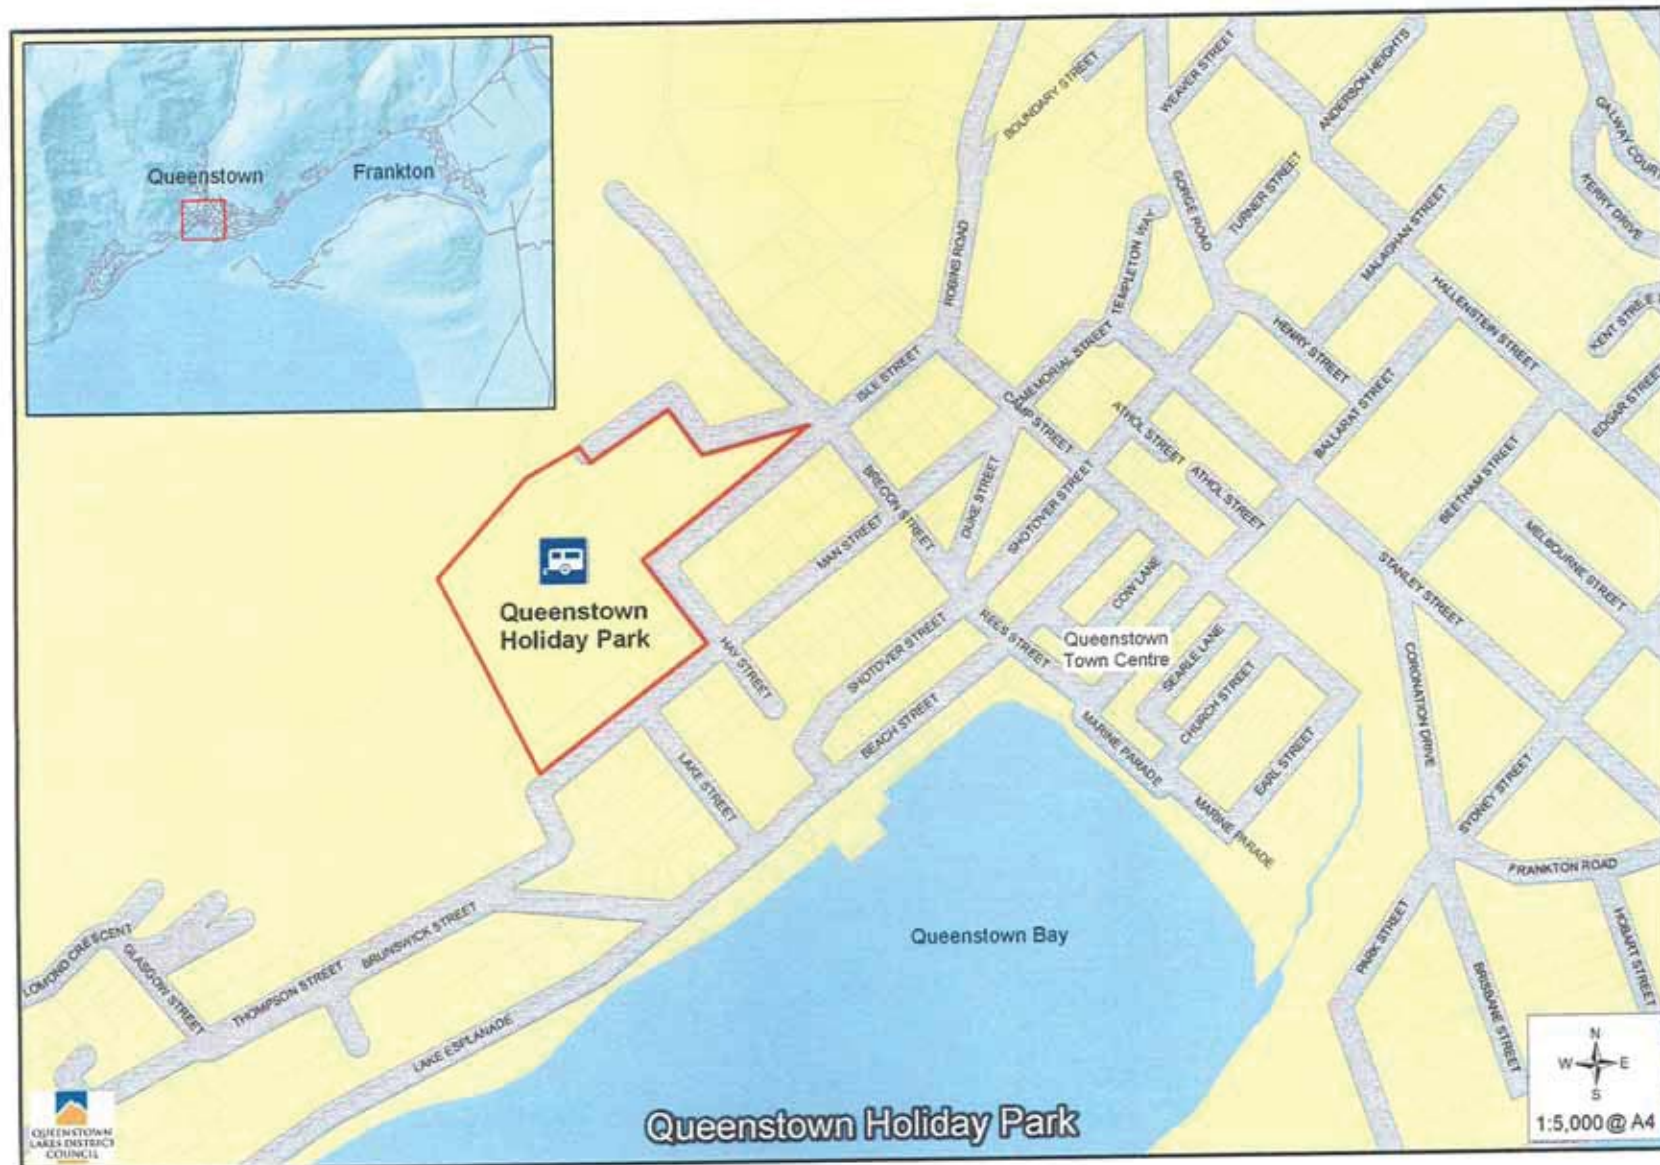 Queenstown
Frankton
BOUNDARY STREET
WEAVER STREET
ANDERSON HEIGHTS
GALWAY COURT
KERRY DRIVE
GORGE ROAD
TURNER STREET
MALAGHAN STREET
ROBINS ROAD
TEMPLETON WAY
HALLENSTEIN STREET
HENRY STREET
KENT STREE
MEMORIAL STREET
ISLE STREET
CAMP STREET
ATHOL STREET
BALLARAT STREET
EDGAR STREET
ATHOL STREET
BEETHAM STREET
BRECON STREET
DUKE STREET
SHOTOVER STREET
MAN STREET
MELBOURNE STREET
STANLEY STREET
COW LANE
Queenstown
Holiday Park
HAY STREET
SHOTOVER STREET
REES STREET
Queenstown
Town Centre
SEARLE LANE
CHURCH STREET
CORONATION DRIVE
BEACH STREET
MARINE PARADE
EARL STREET
LAKE STREET
MARINE PARADE
SYDNEY STREET
FRANKTON ROAD
LOMOND CRESCENT
GLASGOW STREET
BRUNSWICK STREET
THOMPSON STREET
Queenstown Bay
PARK STREET
HOBART STREET
BRISBANE STREET
LAKE ESPLANADE
N
W E
S
1:5,000 @ A4
QUEENSTOWN
LAKES DISTRICT
COUNCIL
Queenstown Holiday Park